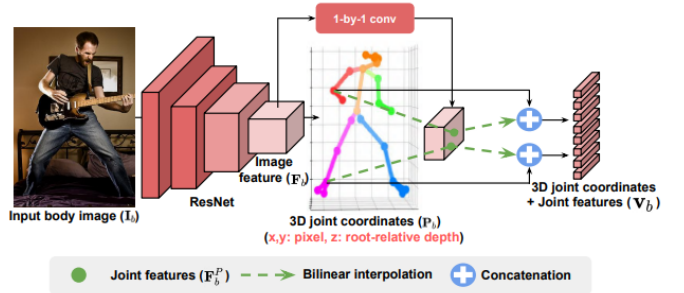 1-by-1 conv
Image
feature (F_b)
ResNet
Input body image (I_b)
3D joint coordinates (P_b)
(x,y: pixel, z: root-relative depth)
3D joint coordinates
+ Joint features (V_b)
Joint features (F_b^P)
Bilinear interpolation
Concatenation